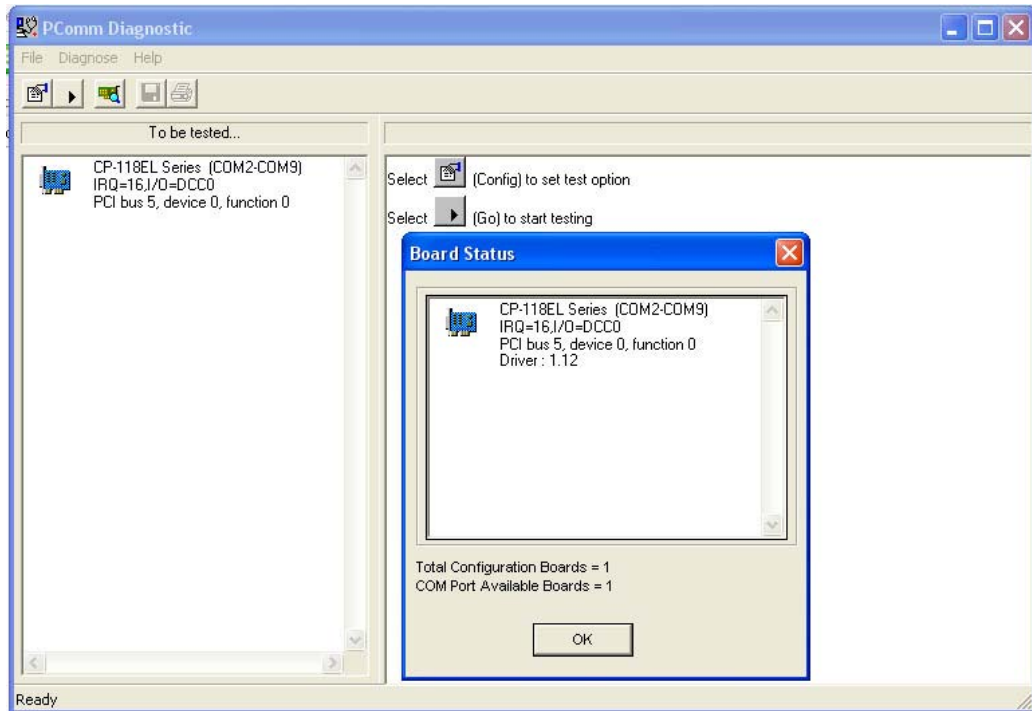 PComm Diagnostic
File Diagnose Help
To be tested...
CP-118EL Series (COM2-COM9)
IRQ=16,I/O=DCC0
PCI bus 5, device 0, function 0
Select (Config) to set test option
Select (Go) to start testing
Board Status
CP-118EL Series (COM2-COM9)
IRQ=16,I/O=DCC0
PCI bus 5, device 0, function 0
Driver : 1.12
Total Configuration Boards = 1
COM Port Available Boards = 1
OK
Ready